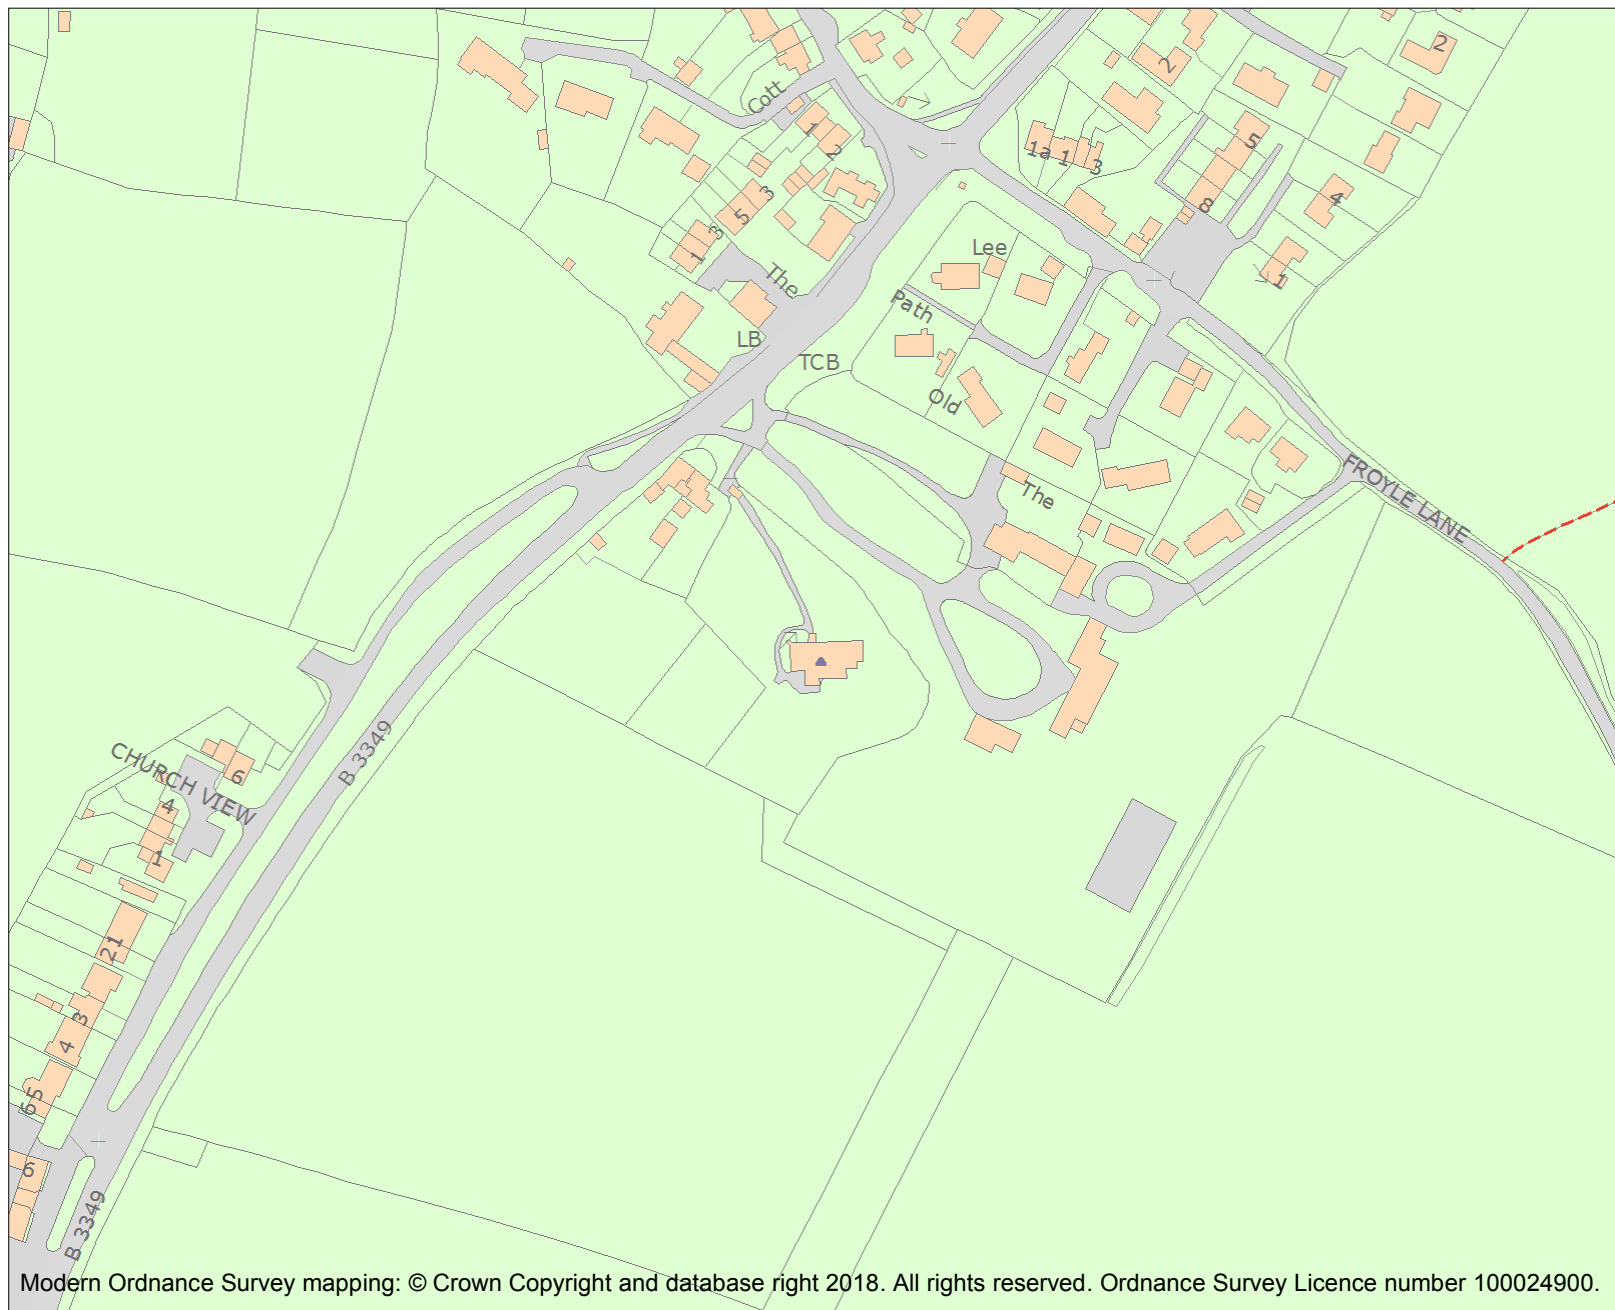 2
2
Cott
1
2
5
1a 1 3
3
5
4
8
3
1
Lee
The
1
Path
LB
TCB
Old
FROYLE LANE
The
B 3349
CHURCH VIEW
6
4
1
21
3
4
65
6
B 3349
Modern Ordnance Survey mapping: © Crown Copyright and database right 2018. All rights reserved. Ordnance Survey Licence number 100024900.